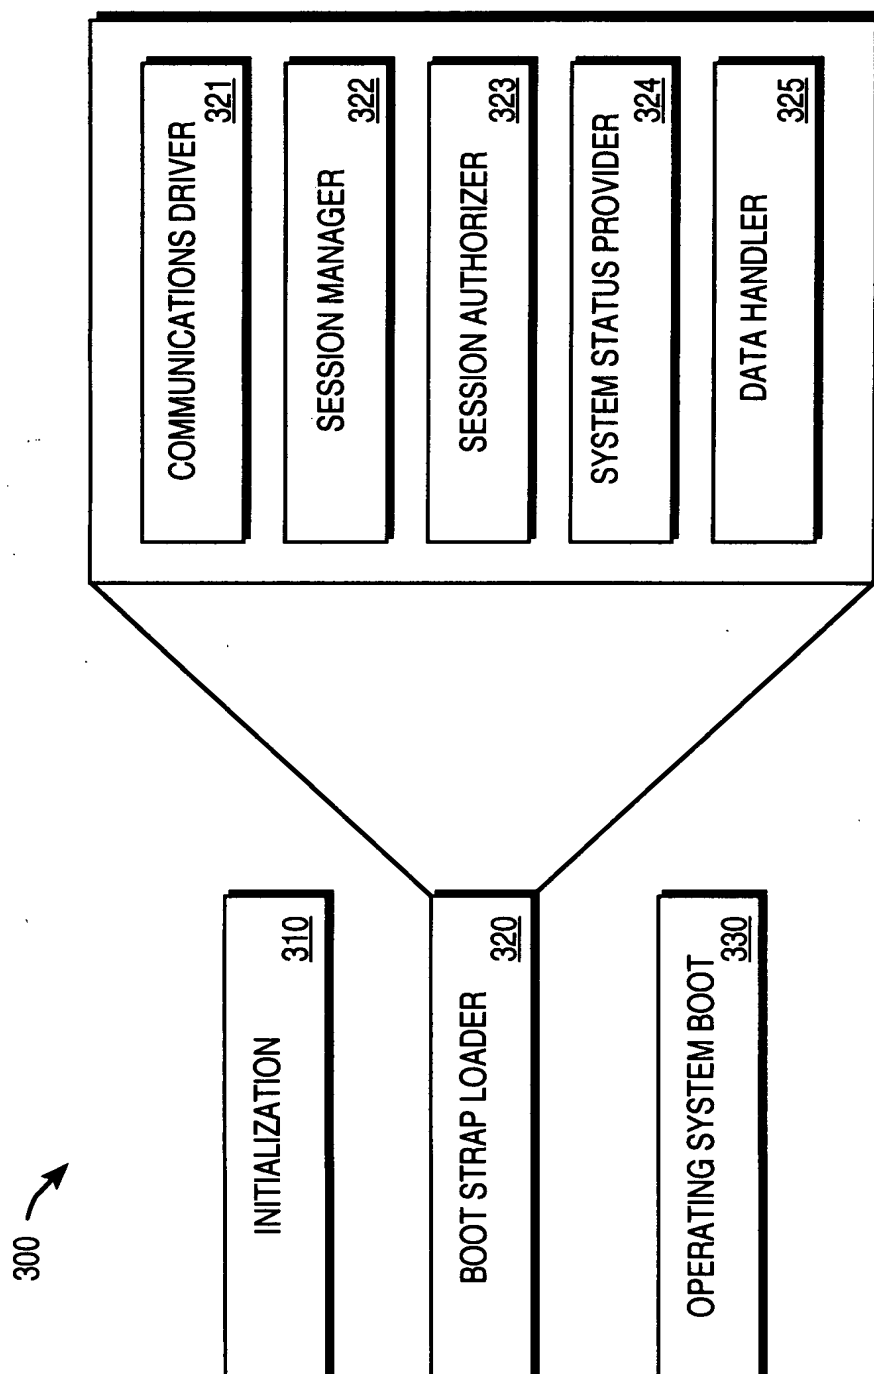 300
INITIALIZATION
310
BOOT STRAP LOADER
320
OPERATING SYSTEM BOOT
330
COMMUNICATIONS DRIVER
321
SESSION MANAGER
322
SESSION AUTHORIZER
323
SYSTEM STATUS PROVIDER
324
DATA HANDLER
325